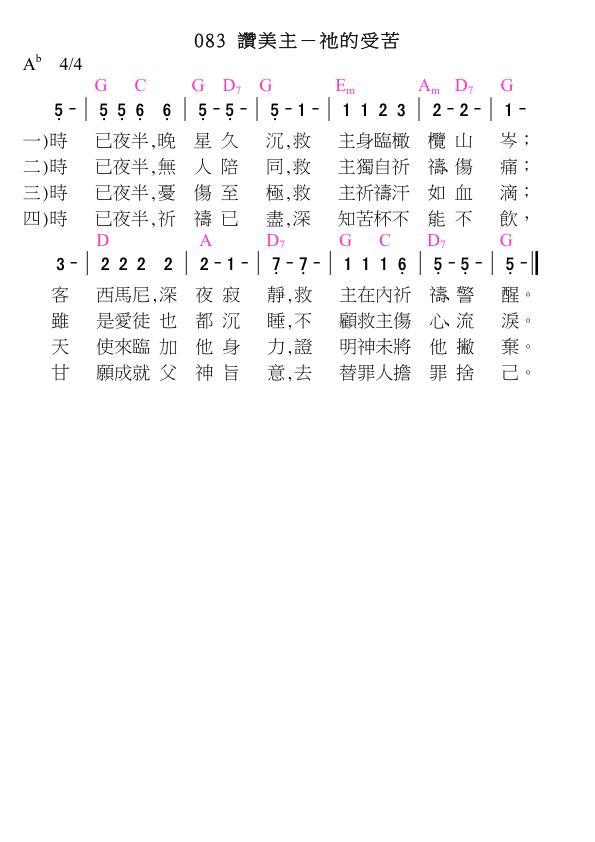 083 讚美主－祂的受苦
A♭ 4/4
G C G D7 G Em Am D7 G
5̣ - | 5̣ 5̣ 6̣ 6̣ | 5̣ - 5̣ - | 5̣ - 1 - | 1 1 2 3 | 2 - 2 - | 1 -
一)時 已夜半,晚 星 久 沉,救 主身臨橄 欖 山 岑；
二)時 已夜半,無 人 陪 同,救 主獨自祈 禱、傷 痛；
三)時 已夜半,憂 傷 至 極,救 主祈禱汗 如 血 滴；
四)時 已夜半,祈 禱 已 盡,深 知苦杯不 能 不 飲，
D A D7 G C D7 G
3 - | 2 2 2 2 | 2 - 1 - | 7̣ - 7̣ - | 1 1 1 6̣ | 5̣ - 5̣ - | 5̣ - ‖
客 西馬尼,深 夜 寂 靜,救 主在內祈 禱、警 醒。
雖 是愛徒 也 都 沉 睡,不 顧救主傷 心、流 淚。
天 使來臨 加 他 身 力,證 明神未將 他 撇 棄。
甘 願成就 父 神 旨 意,去 替罪人擔 罪 捨 己。